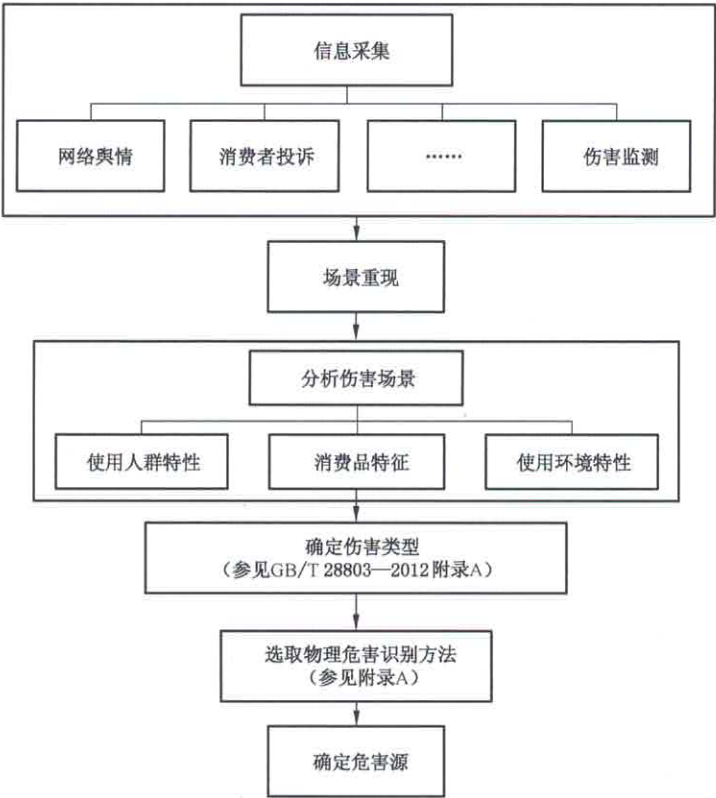 信息采集
网络舆情
消费者投诉
……
伤害监测
场景重现
分析伤害场景
使用人群特性
消费品特征
使用环境特性
确定伤害类型
（参见GB/T 28803—2012附录A）
选取物理危害识别方法
（参见附录A）
确定危害源